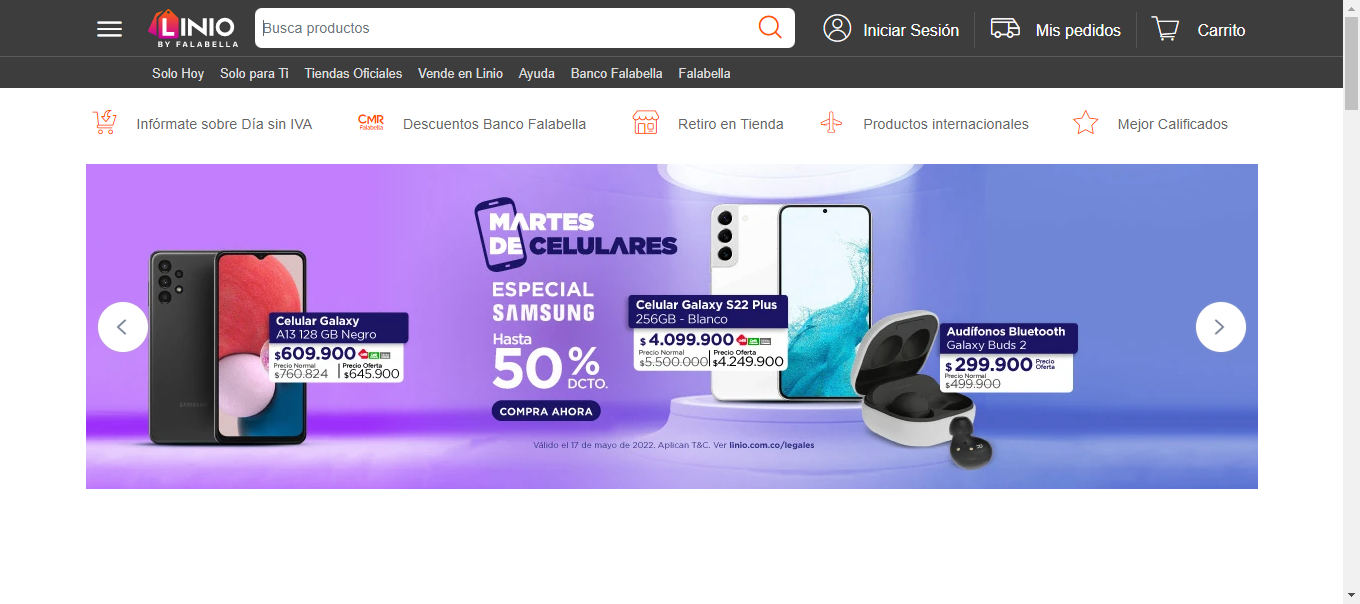 LINIO
BY FALABELLA
Busca productos
Iniciar Sesión
Mis pedidos
Carrito
Solo Hoy
Solo para Ti
Tiendas Oficiales
Vende en Linio
Ayuda
Banco Falabella
Falabella
Infórmate sobre Día sin IVA
CMR
Falabella
Descuentos Banco Falabella
Retiro en Tienda
Productos internacionales
Mejor Calificados
MARTES
DE CELULARES
ESPECIAL
SAMSUNG
Hasta
50%
DCTO.
COMPRA AHORA
Válido el 17 de mayo de 2022. Aplican T&C. Ver linio.com.co/legales
SAMSUNG
Celular Galaxy
A13 128 GB Negro
$609.900
Precio Normal
$760.824
Precio Oferta
$645.900
Celular Galaxy S22 Plus
256GB - Blanco
$4.099.900
Precio Normal
$5.500.000
Precio Oferta
$4.249.900
Audífonos Bluetooth
Galaxy Buds 2
$299.900
Precio
Oferta
Precio Normal
$499.900